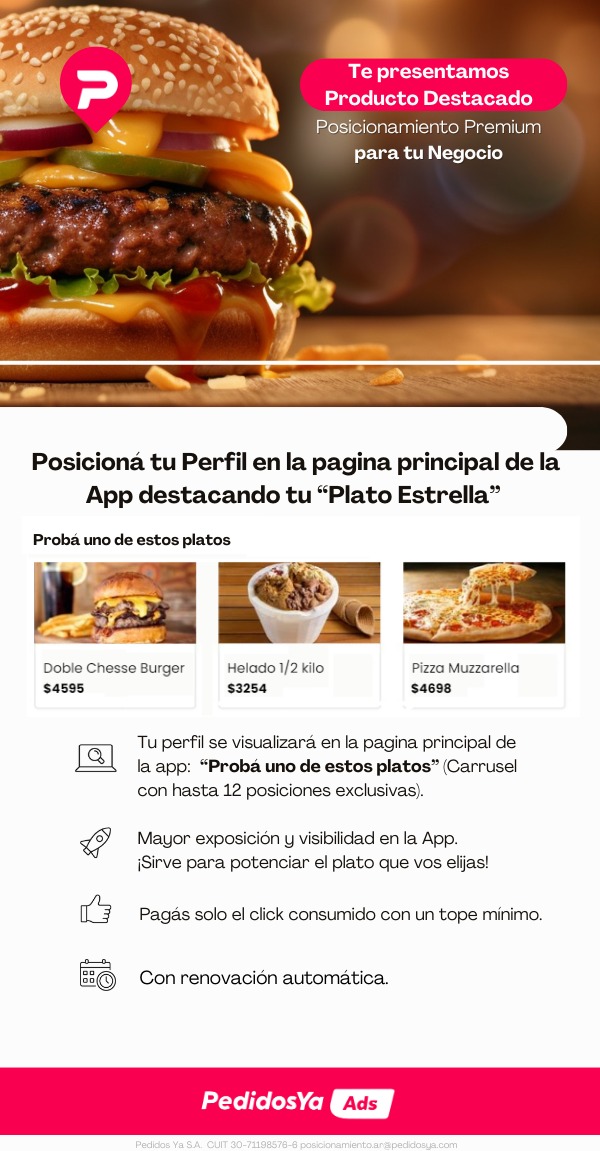 Te presentamos
Producto Destacado
Posicionamiento Premium
para tu Negocio
Posicioná tu Perfil en la pagina principal de la
App destacando tu “Plato Estrella”
Probá uno de estos platos
Doble Chesse Burger
$4595
Helado 1/2 kilo
$3254
Pizza Muzzarella
$4698
Tu perfil se visualizará en la pagina principal de
la app: “Probá uno de estos platos” (Carrusel
con hasta 12 posiciones exclusivas).
Mayor exposición y visibilidad en la App.
¡Sirve para potenciar el plato que vos elijas!
Pagás solo el click consumido con un tope mínimo.
Con renovación automática.
PedidosYa Ads
Pedidos Ya S.A. CUIT 30-71198576-6 posicionamiento.ar@pedidosya.com